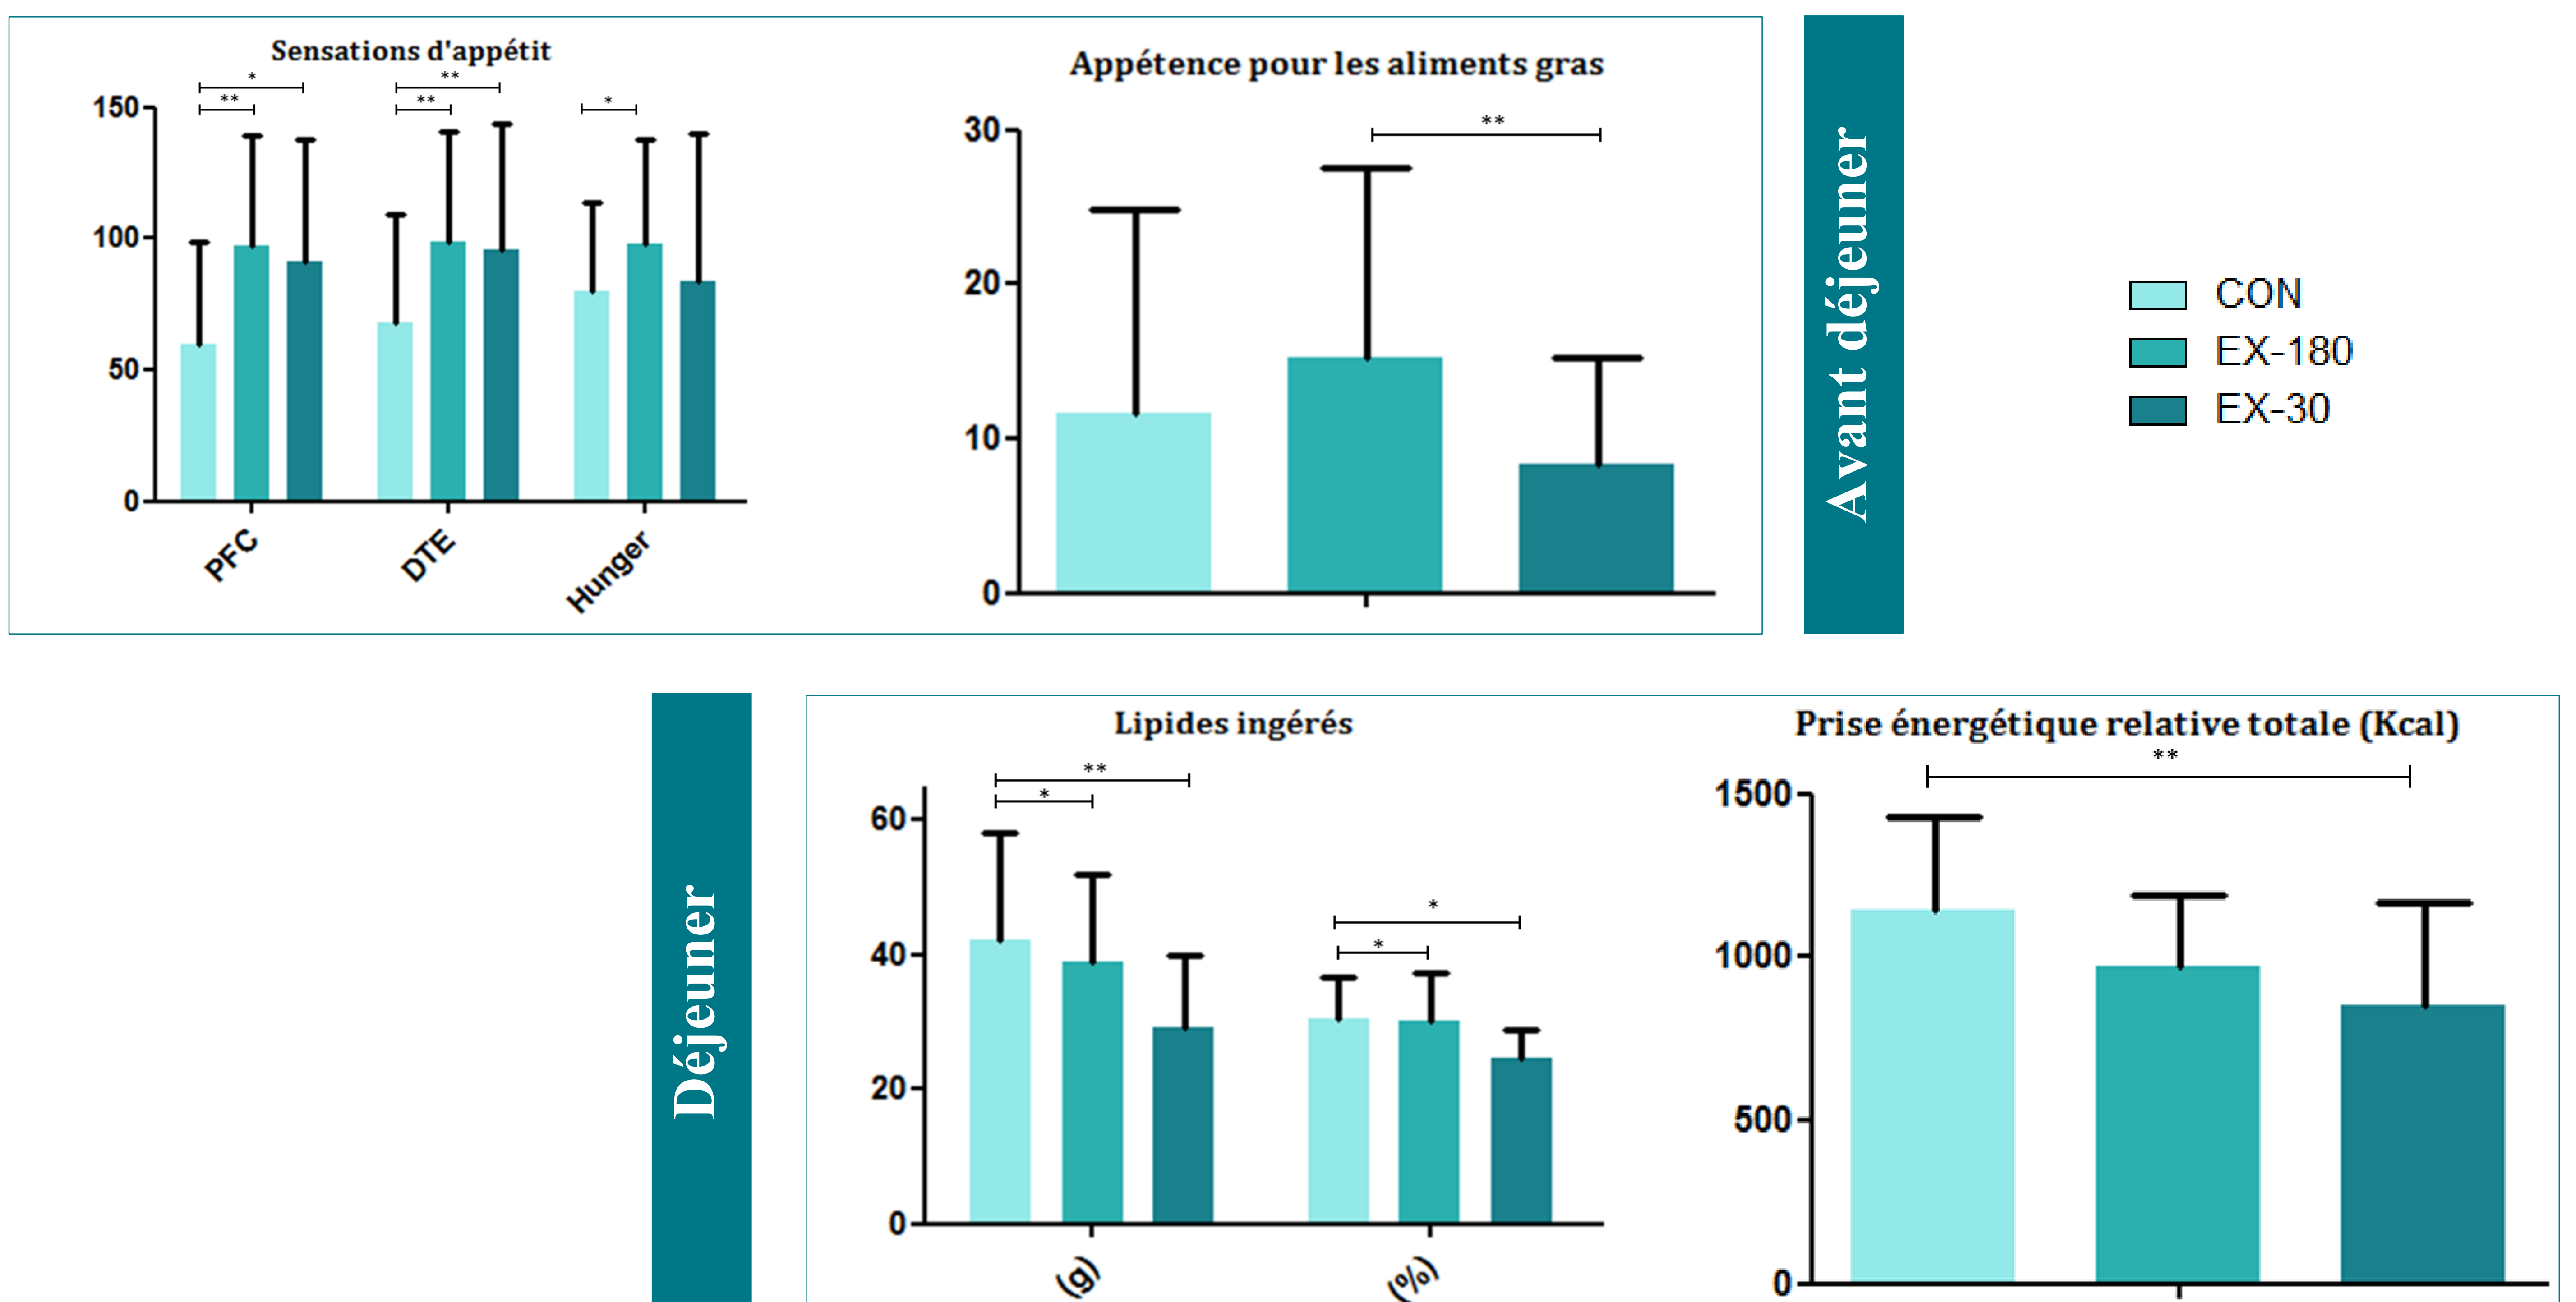 Sensations d'appétit
*
**
**
**
*
150
100
50
0
PFC
DTE
Hunger
Appétence pour les aliments gras
**
30
20
10
0
Avant déjeuner
CON
EX-180
EX-30
Déjeuner
Lipides ingérés
**
*
*
*
60
40
20
0
(g)
(%)
Prise énergétique relative totale (Kcal)
**
1500
1000
500
0